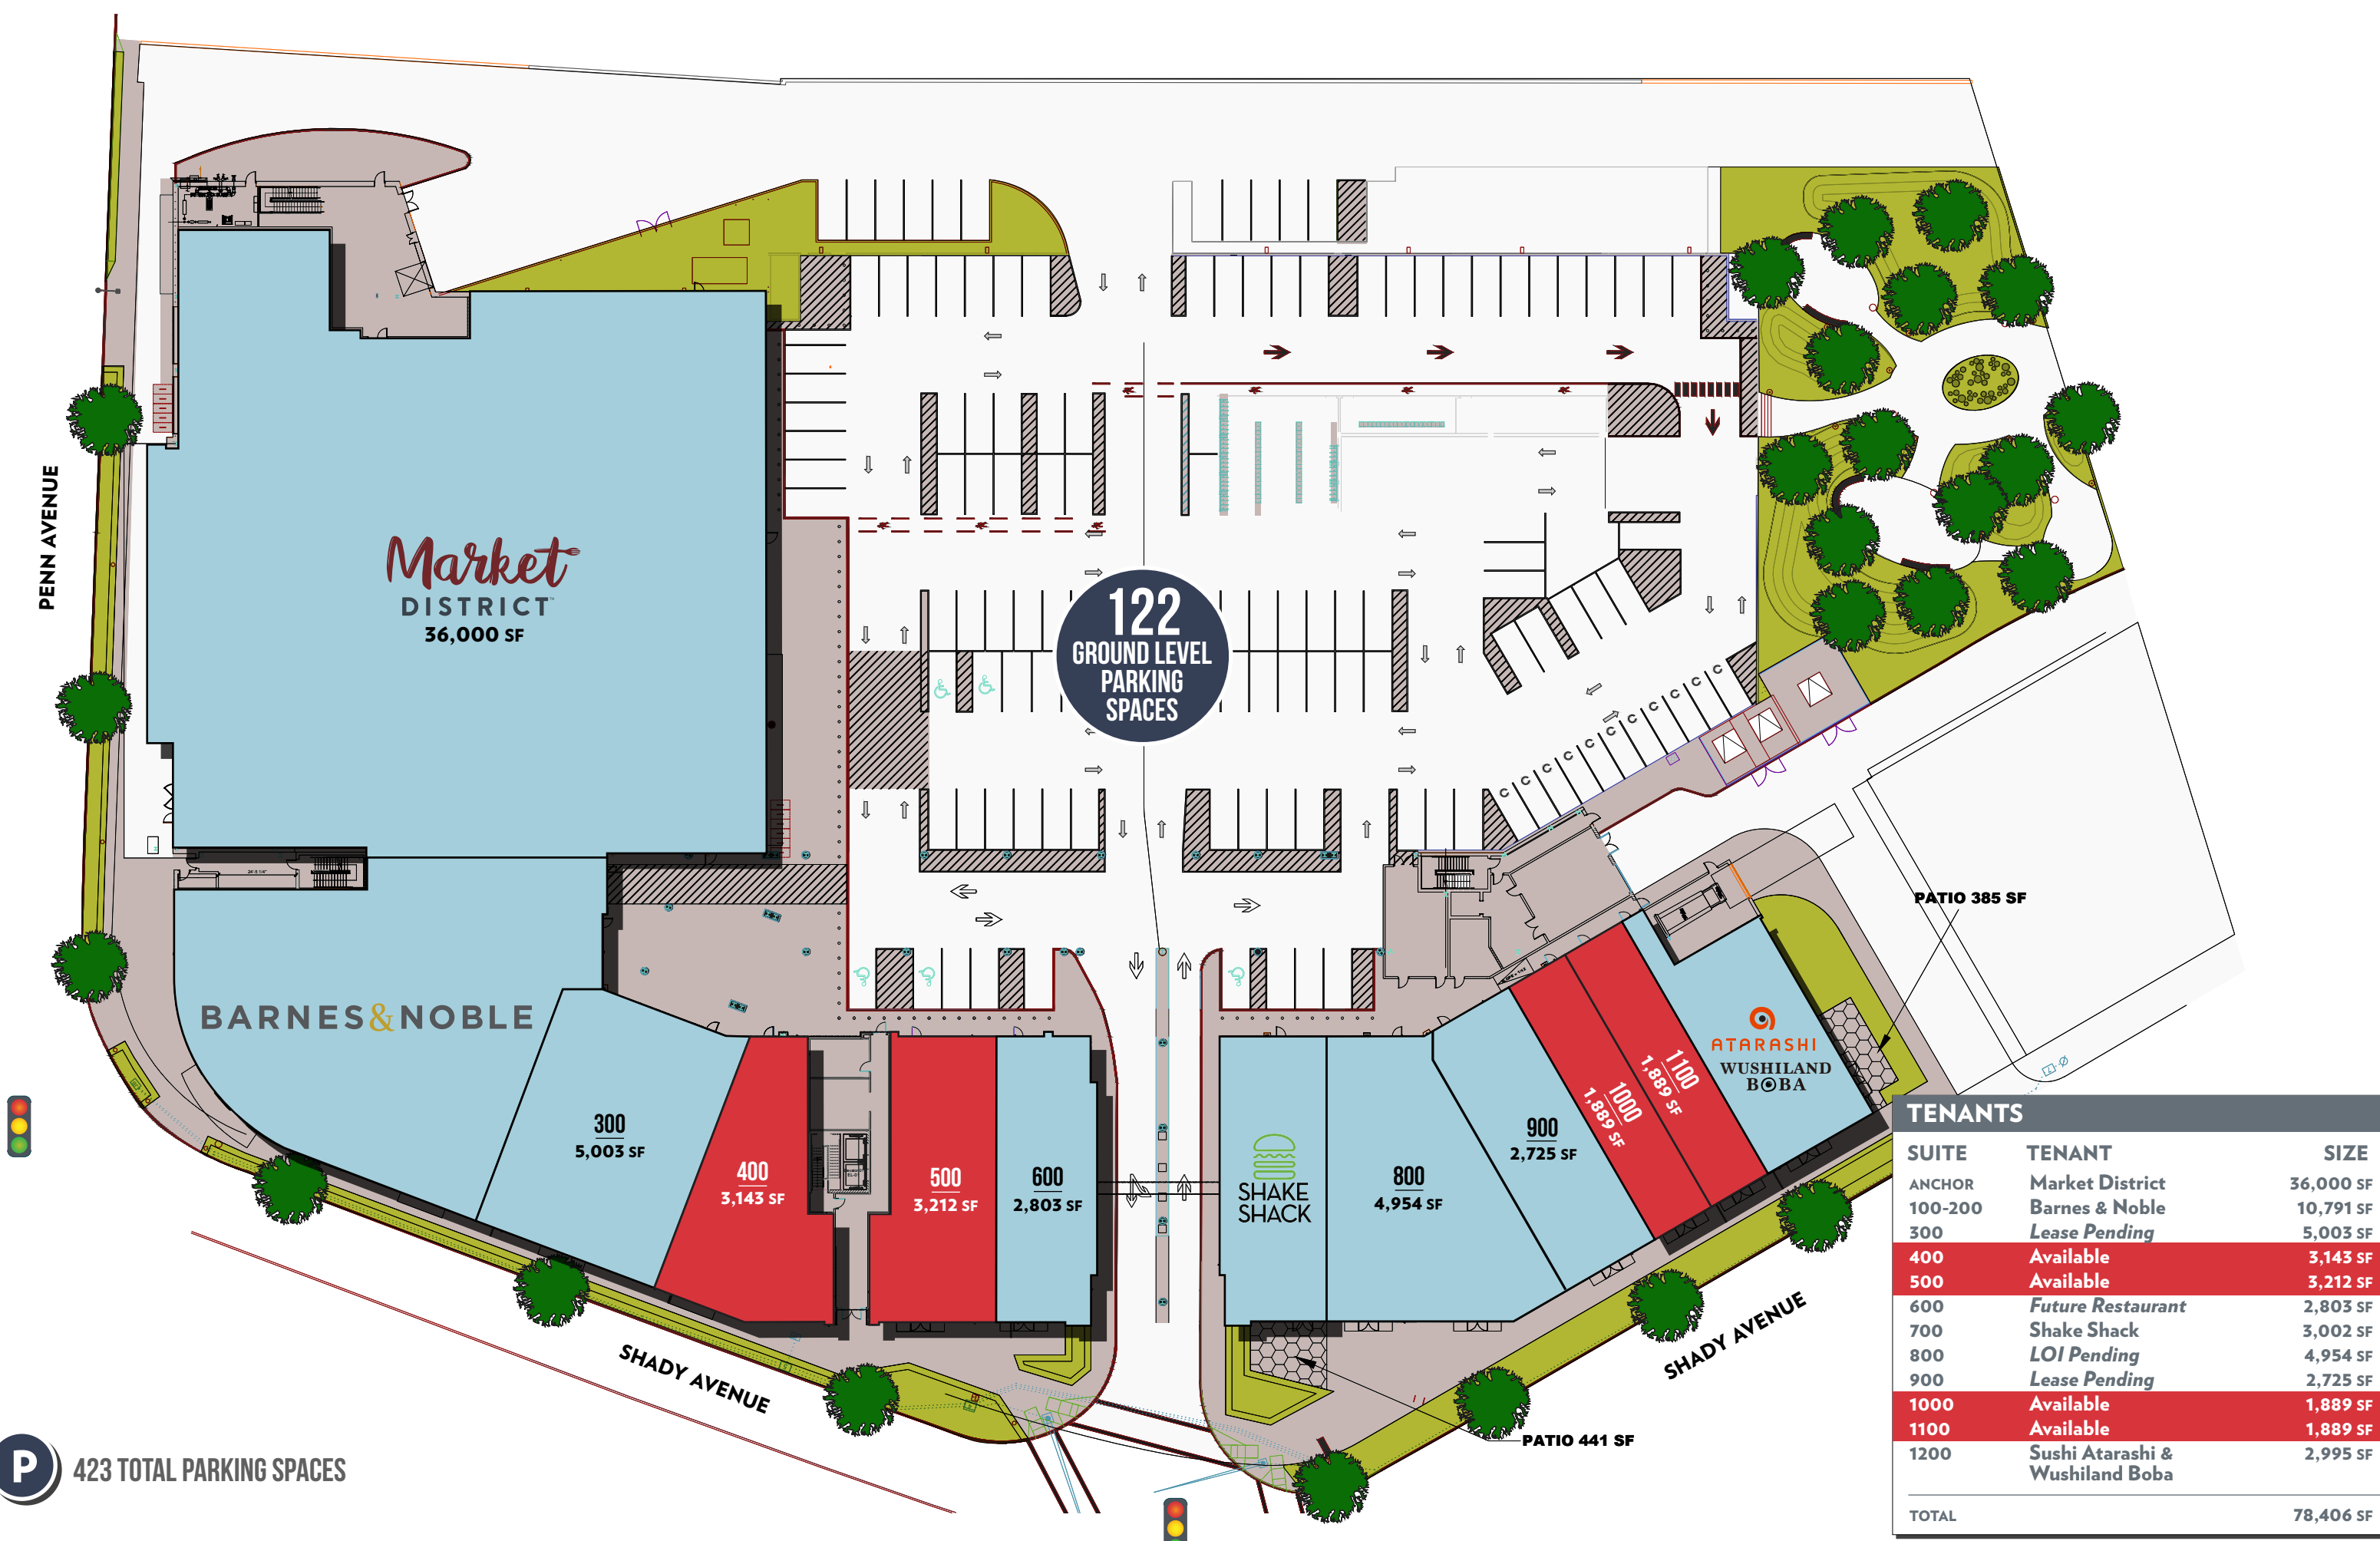 PENN AVENUE
Market
DISTRICT™
36,000 SF
122
GROUND LEVEL
PARKING
SPACES
C C C C C C C C C C C
PATIO 385 SF
BARNES&NOBLE
300
5,003 SF
400
3,143 SF
500
3,212 SF
600
2,803 SF
SHAKE
SHACK
800
4,954 SF
900
2,725 SF
1000
1,889 SF
1100
1,889 SF
ATARASHI
WUSHILAND
BOBA
SHADY AVENUE
SHADY AVENUE
PATIO 441 SF
P
423 TOTAL PARKING SPACES
TENANTS
SUITE TENANT SIZE
ANCHOR Market District 36,000 SF
100-200 Barnes & Noble 10,791 SF
300 Lease Pending 5,003 SF
400 Available 3,143 SF
500 Available 3,212 SF
600 Future Restaurant 2,803 SF
700 Shake Shack 3,002 SF
800 LOI Pending 4,954 SF
900 Lease Pending 2,725 SF
1000 Available 1,889 SF
1100 Available 1,889 SF
1200 Sushi Atarashi & 2,995 SF
Wushiland Boba
TOTAL 78,406 SF